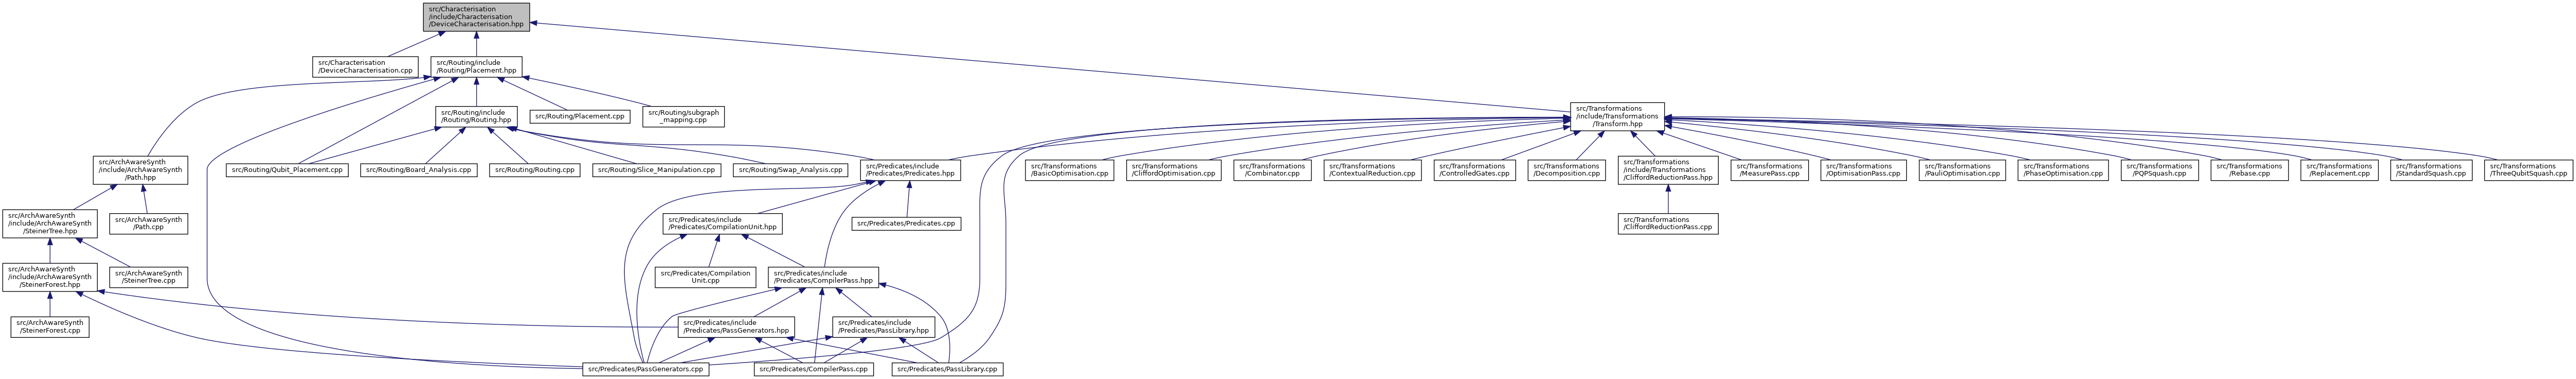 src/Characterisation
/include/Characterisation
/DeviceCharacterisation.hpp
src/Characterisation
/DeviceCharacterisation.cpp
src/Routing/include
/Routing/Placement.hpp
src/Routing/include
/Routing/Routing.hpp
src/Routing/Placement.cpp
src/Routing/subgraph
_mapping.cpp
src/Transformations
/include/Transformations
/Transform.hpp
src/ArchAwareSynth
/include/ArchAwareSynth
/Path.hpp
src/Routing/Qubit_Placement.cpp
src/Routing/Board_Analysis.cpp
src/Routing/Routing.cpp
src/Routing/Slice_Manipulation.cpp
src/Routing/Swap_Analysis.cpp
src/Predicates/include
/Predicates/Predicates.hpp
src/Transformations
/BasicOptimisation.cpp
src/Transformations
/CliffordOptimisation.cpp
src/Transformations
/Combinator.cpp
src/Transformations
/ContextualReduction.cpp
src/Transformations
/ControlledGates.cpp
src/Transformations
/Decomposition.cpp
src/Transformations
/include/Transformations
/CliffordReductionPass.hpp
src/Transformations
/MeasurePass.cpp
src/Transformations
/OptimisationPass.cpp
src/Transformations
/PauliOptimisation.cpp
src/Transformations
/PhaseOptimisation.cpp
src/Transformations
/PQPSquash.cpp
src/Transformations
/Rebase.cpp
src/Transformations
/Replacement.cpp
src/Transformations
/StandardSquash.cpp
src/Transformations
/ThreeQubitSquash.cpp
src/ArchAwareSynth
/include/ArchAwareSynth
/SteinerTree.hpp
src/ArchAwareSynth
/Path.cpp
src/Predicates/include
/Predicates/CompilationUnit.hpp
src/Predicates/Predicates.cpp
src/Transformations
/CliffordReductionPass.cpp
src/ArchAwareSynth
/include/ArchAwareSynth
/SteinerForest.hpp
src/ArchAwareSynth
/SteinerTree.cpp
src/Predicates/Compilation
Unit.cpp
src/Predicates/include
/Predicates/CompilerPass.hpp
src/ArchAwareSynth
/SteinerForest.cpp
src/Predicates/include
/Predicates/PassGenerators.hpp
src/Predicates/include
/Predicates/PassLibrary.hpp
src/Predicates/PassGenerators.cpp
src/Predicates/CompilerPass.cpp
src/Predicates/PassLibrary.cpp